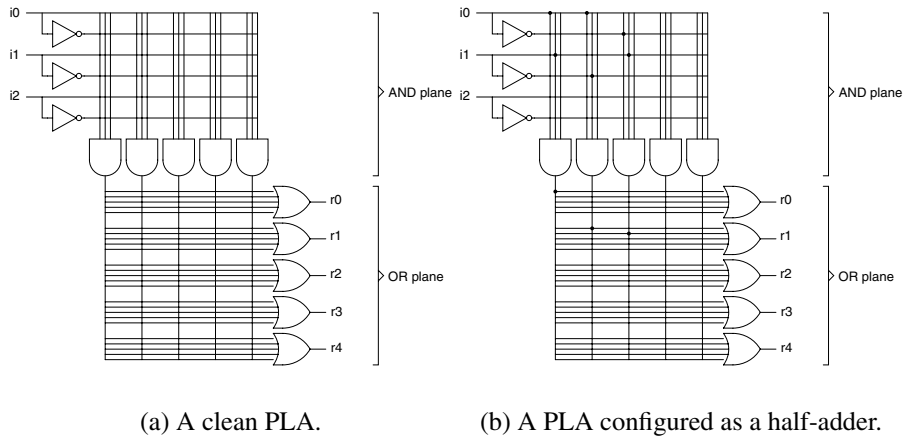 i0
i1
i2
AND plane
r0
r1
r2
r3
r4
OR plane
(a) A clean PLA.
i0
i1
i2
AND plane
r0
r1
r2
r3
r4
OR plane
(b) A PLA configured as a half-adder.